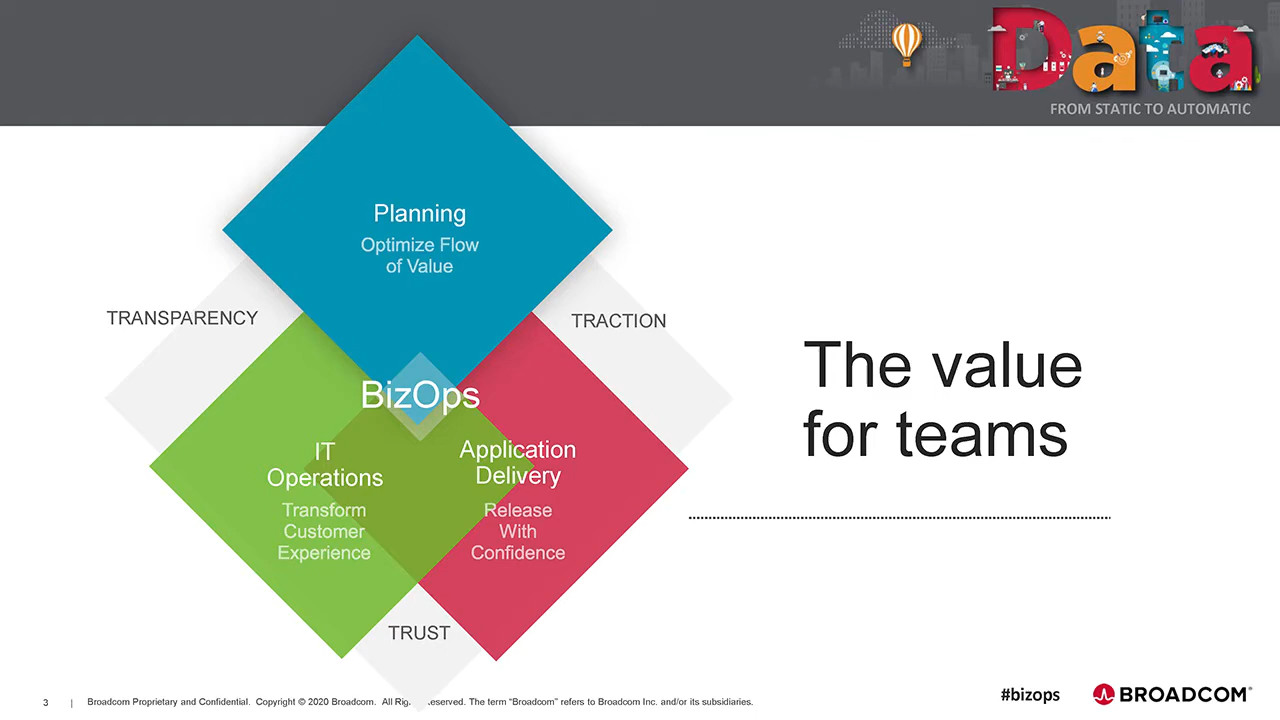 Data
FROM STATIC TO AUTOMATIC
Planning
Optimize Flow
of Value
TRANSPARENCY
TRACTION
BizOps
IT
Operations
Transform
Customer
Experience
Application
Delivery
Release
With
Confidence
TRUST
The value
for teams
3 | Broadcom Proprietary and Confidential. Copyright © 2020 Broadcom. All Rig eserved. The term “Broadcom” refers to Broadcom Inc. and/or its subsidiaries.
#bizops
BROADCOM®